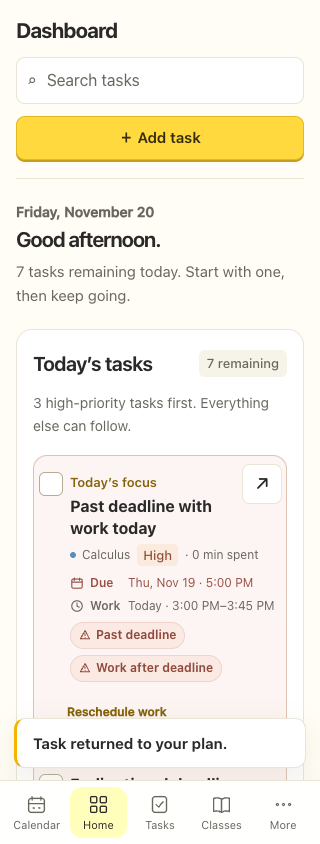 Dashboard
Search tasks
+ Add task
Friday, November 20
Good afternoon.
7 tasks remaining today. Start with one,
then keep going.
Today's tasks
7 remaining
3 high-priority tasks first. Everything
else can follow.
Today's focus
Past deadline with
work today
Calculus High · 0 min spent
Due Thu, Nov 19 · 5:00 PM
Work Today · 3:00 PM–3:45 PM
Past deadline
Work after deadline
Reschedule work
Task returned to your plan.
Calendar
Home
Tasks
Classes
More